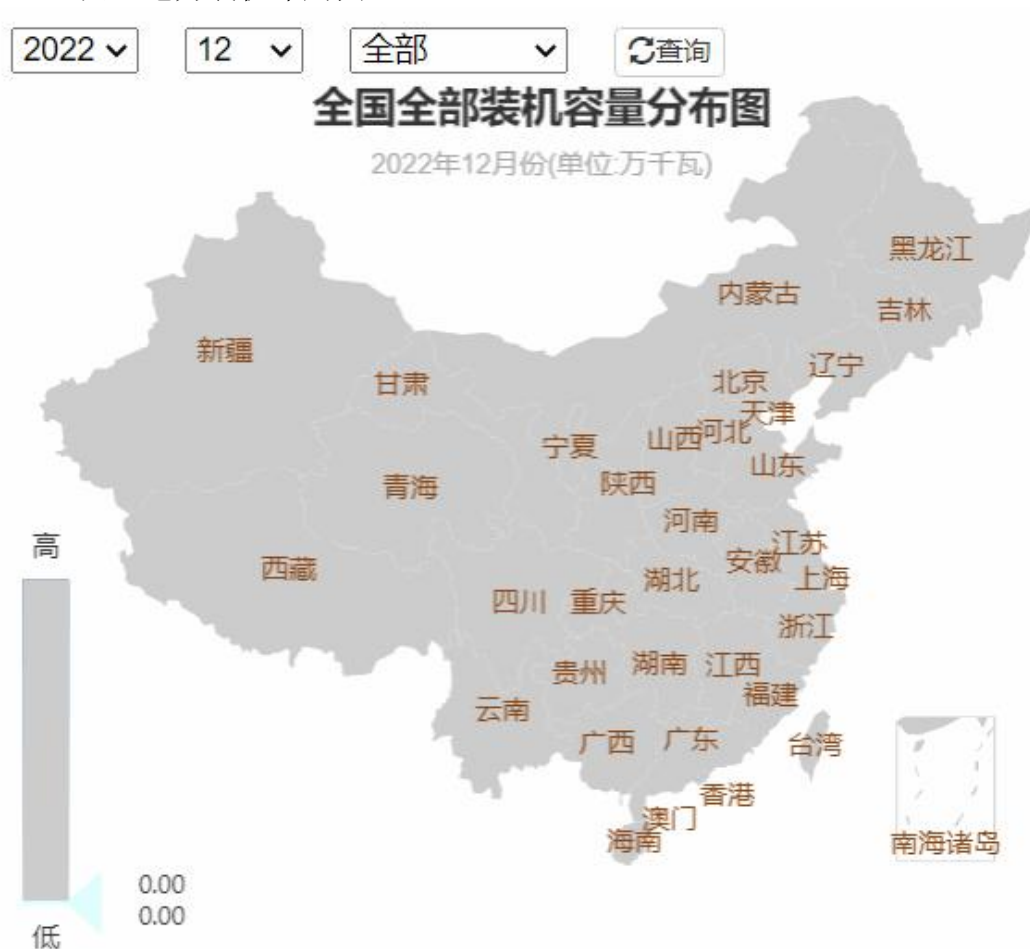 2022 12 全部 查询
全国全部装机容量分布图
2022年12月份(单位:万千瓦)
黑龙江
内蒙古
吉林
新疆
辽宁
甘肃
北京
天津
河北
山西
宁夏
山东
陕西
青海
河南
江苏
高
安徽
西藏
湖北
上海
四川
重庆
浙江
湖南
江西
贵州
福建
云南
广西
广东
台湾
香港
澳门
海南
南海诸岛
0.00
0.00
低